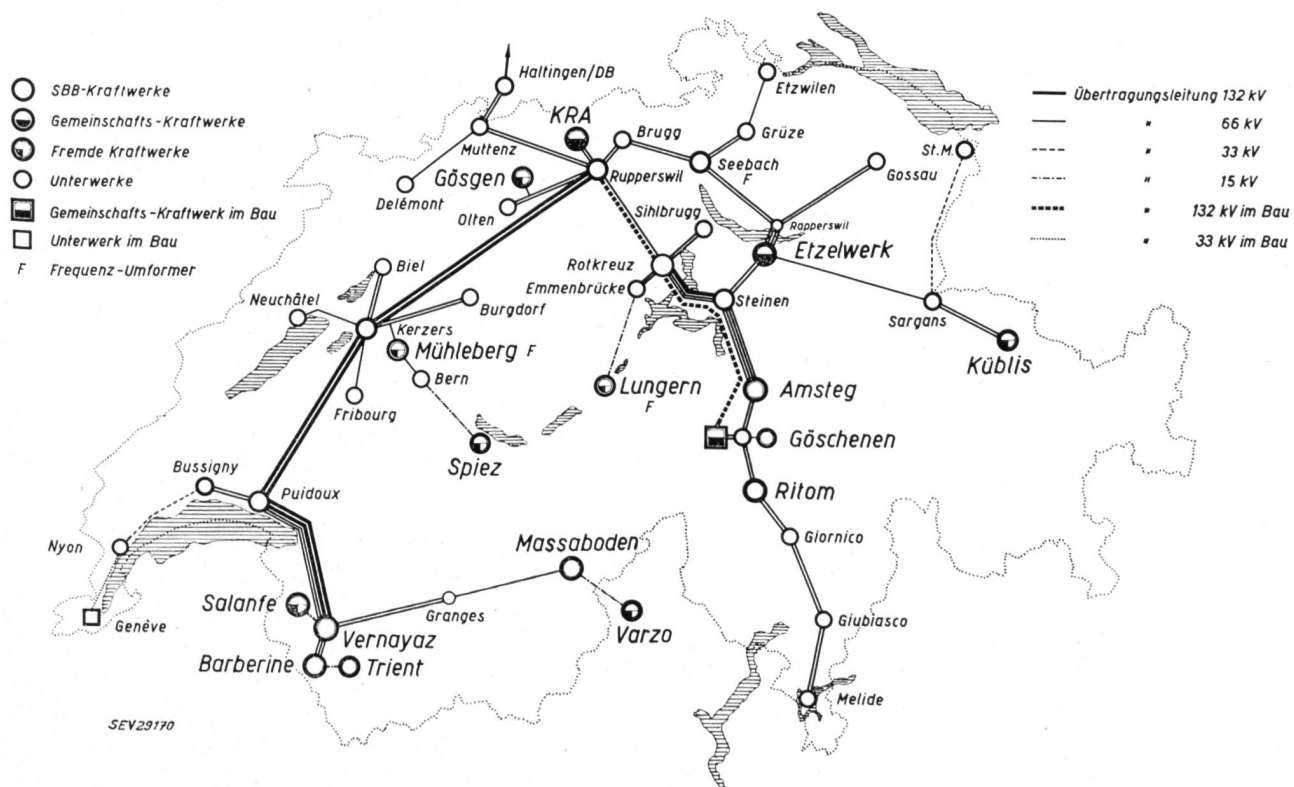 SBB-Kraftwerke
Gemeinschafts-Kraftwerke
Fremde Kraftwerke
Unterwerke
Gemeinschafts-Kraftwerk im Bau
Unterwerk im Bau
F Frequenz-Umformer
Übertragungsleitung 132 kV
" 66 kV
" 33 kV
" 15 kV
" 132 kV im Bau
" 33 kV im Bau
Haltingen/DB
Etzwilen
KRA
Brugg
Grüze
Muttenz
Seebach
F
St.M.
Gösgen
Rupperswil
Gossau
Delémont
Olten
Sihlbrugg
Rapperswil
Etzelwerk
Biel
Rotkreuz
Emmenbrücke
Neuchâtel
Burgdorf
Steinen
Sargans
Kerzers
Mühleberg F
Küblis
Bern
Lungern
F
Amsteg
Fribourg
Göschenen
Spiez
Bussigny
Puidoux
Ritom
Nyon
Massaboden
Giornico
Salanfe
Granges
Varzo
Genève
Vernayaz
Giubiasco
Barberine
Trient
Melide
SEV29170